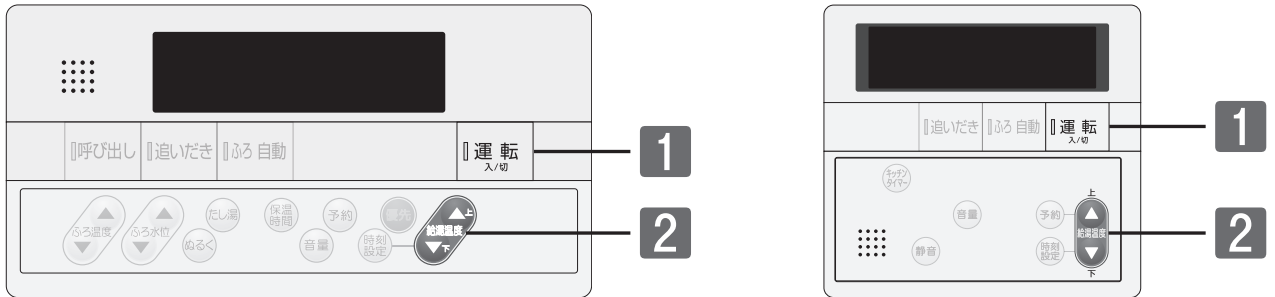 呼び出し 追いだき ふろ 自動 運 転
入/切
1
ふろ温度 ふろ水位 たし湯 ぬるく 保温
時間 予約 音量 優先 時刻
設定 上
給湯温度
下
2
追いだき ふろ 自動 運 転
入/切
1
キッチン
タイマー
音量
静音
予約
時刻
設定
上
給湯温度
下
2